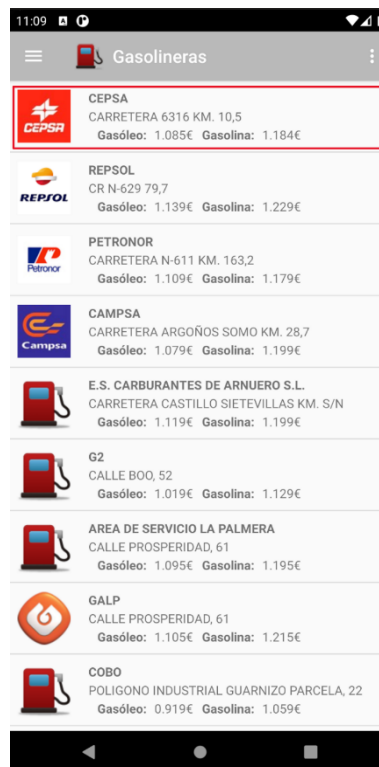 11:09
Gasolineras
CEPSA
CEPSA
CARRETERA 6316 KM. 10,5
Gasóleo: 1.085€ Gasolina: 1.184€
REPSOL
REPSOL
CR N-629 79,7
Gasóleo: 1.139€ Gasolina: 1.229€
Petronor
PETRONOR
CARRETERA N-611 KM. 163,2
Gasóleo: 1.109€ Gasolina: 1.179€
Campsa
CAMPSA
CARRETERA ARGOÑOS SOMO KM. 28,7
Gasóleo: 1.079€ Gasolina: 1.199€
E.S. CARBURANTES DE ARNUERO S.L.
CARRETERA CASTILLO SIETEVILLAS KM. S/N
Gasóleo: 1.119€ Gasolina: 1.199€
G2
CALLE BOO, 52
Gasóleo: 1.019€ Gasolina: 1.129€
AREA DE SERVICIO LA PALMERA
CALLE PROSPERIDAD, 61
Gasóleo: 1.095€ Gasolina: 1.195€
GALP
CALLE PROSPERIDAD, 61
Gasóleo: 1.105€ Gasolina: 1.215€
COBO
POLIGONO INDUSTRIAL GUARNIZO PARCELA, 22
Gasóleo: 0.919€ Gasolina: 1.059€